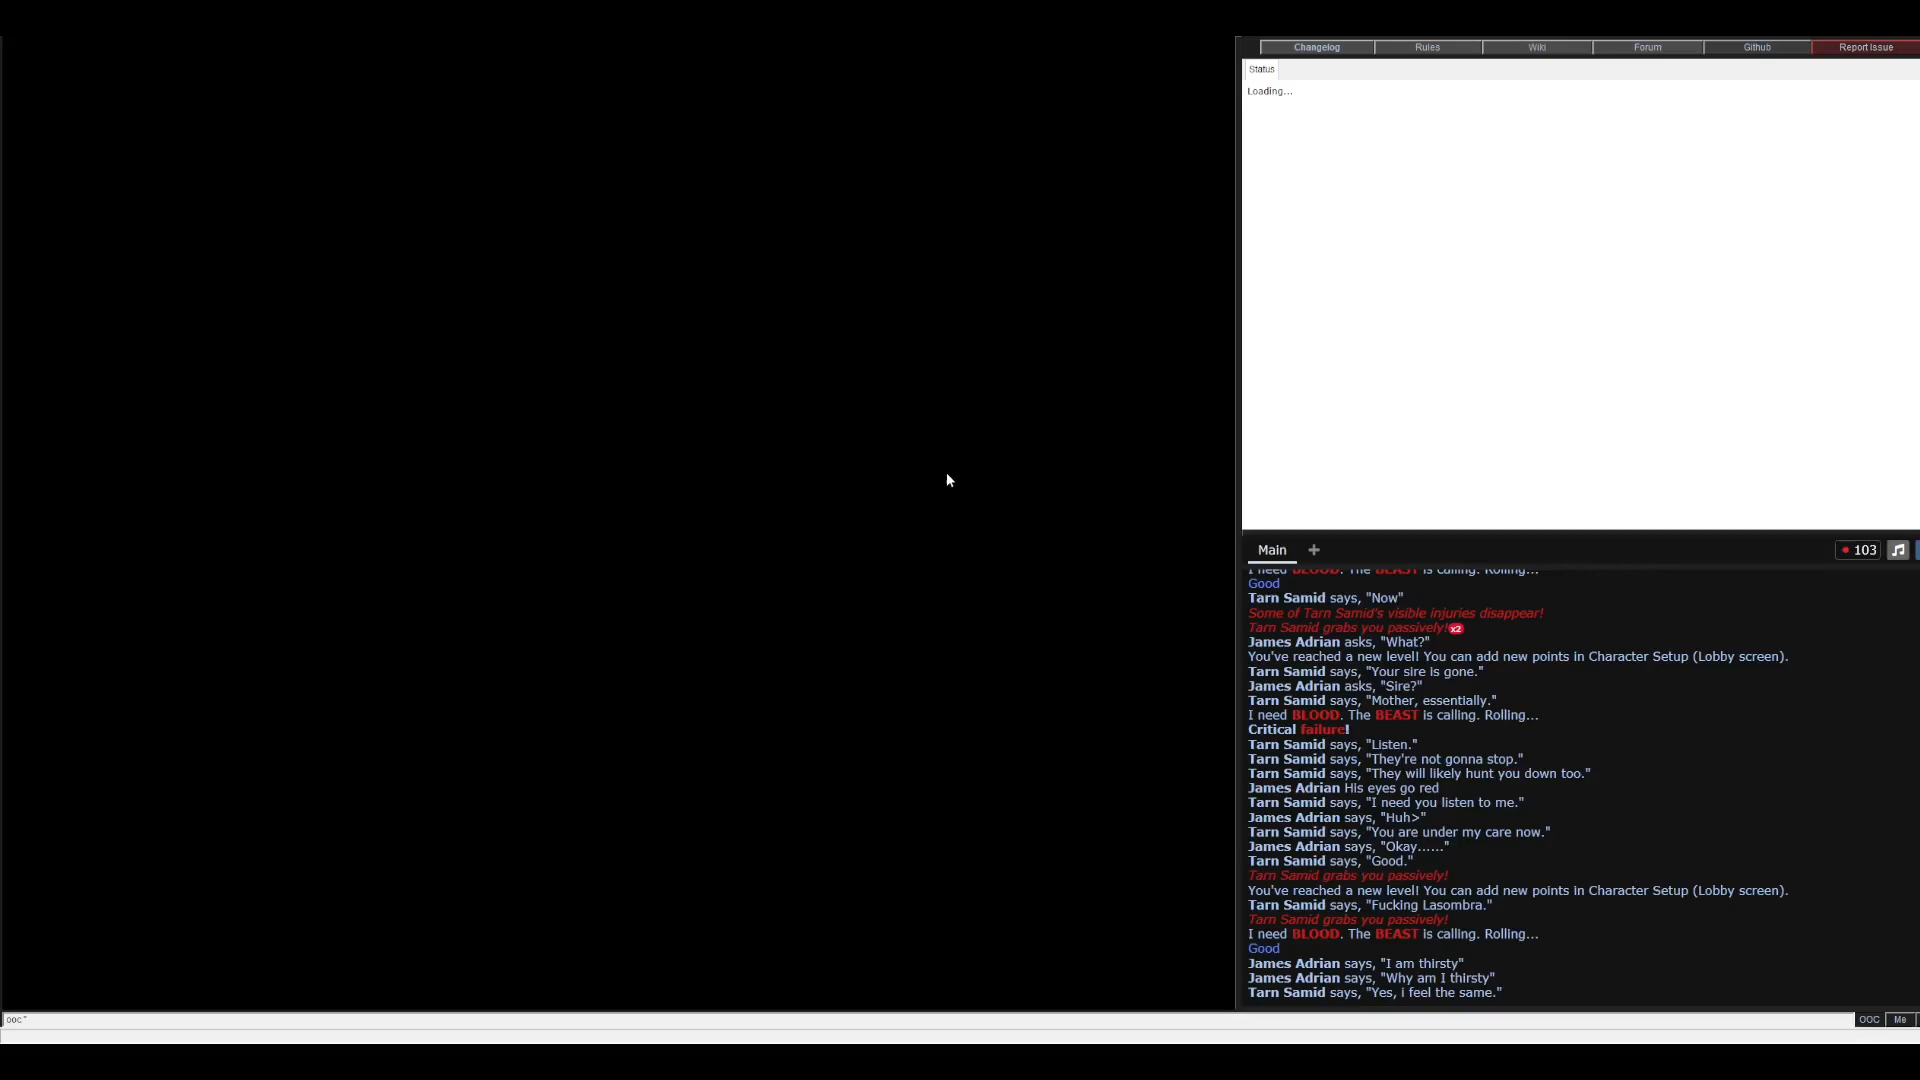 Changelog Rules Wiki Forum Github Report Issue
Status
Loading...
Main + 103
I need BLOOD. The BEAST is calling. Rolling...
Good
Tarn Samid says, "Now"
Some of Tarn Samid's visible injuries disappear!
Tarn Samid grabs you passively! x2
James Adrian asks, "What?"
You've reached a new level! You can add new points in Character Setup (Lobby screen).
Tarn Samid says, "Your sire is gone."
James Adrian asks, "Sire?"
Tarn Samid says, "Mother, essentially."
I need BLOOD. The BEAST is calling. Rolling...
Critical failure!
Tarn Samid says, "Listen."
Tarn Samid says, "They're not gonna stop."
Tarn Samid says, "They will likely hunt you down too."
James Adrian His eyes go red
Tarn Samid says, "I need you listen to me."
James Adrian says, "Huh>"
Tarn Samid says, "You are under my care now."
James Adrian says, "Okay......"
Tarn Samid says, "Good."
Tarn Samid grabs you passively!
You've reached a new level! You can add new points in Character Setup (Lobby screen).
Tarn Samid says, "Fucking Lasombra."
Tarn Samid grabs you passively!
I need BLOOD. The BEAST is calling. Rolling...
Good
James Adrian says, "I am thirsty"
James Adrian says, "Why am I thirsty"
Tarn Samid says, "Yes, i feel the same."
ooc" OOC Me